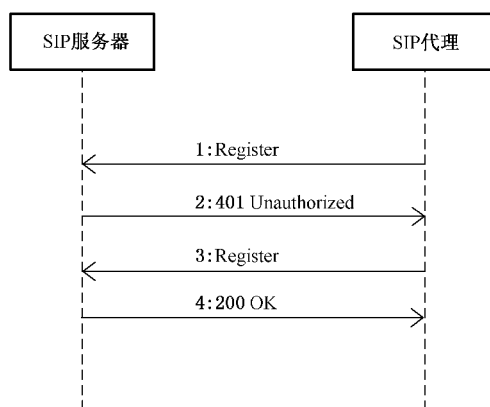 SIP服务器
SIP代理
1:Register
2:401 Unauthorized
3:Register
4:200 OK